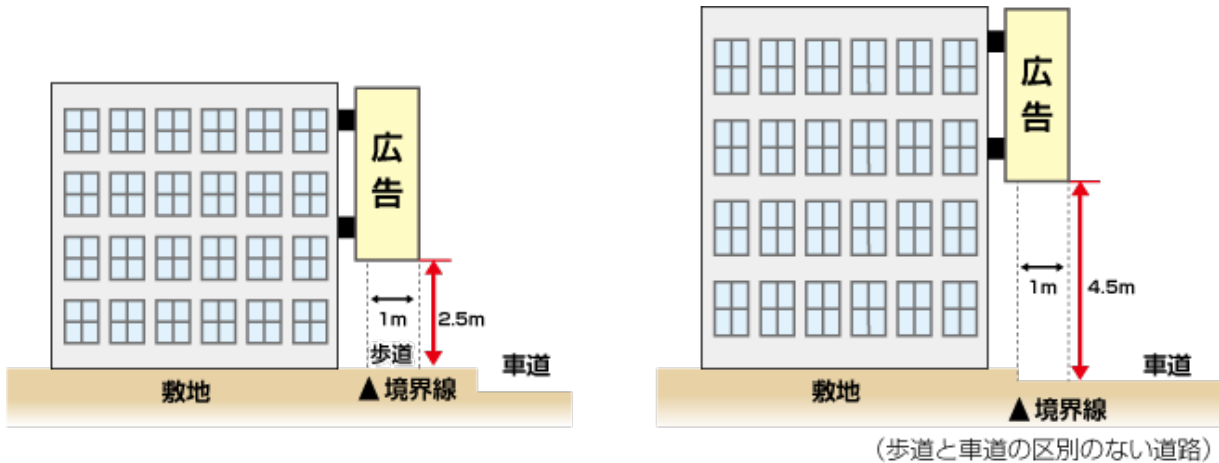 広告
1m
2.5m
歩道
車道
敷地
▲境界線
広告
1m
4.5m
車道
敷地
▲境界線
（歩道と車道の区別のない道路）